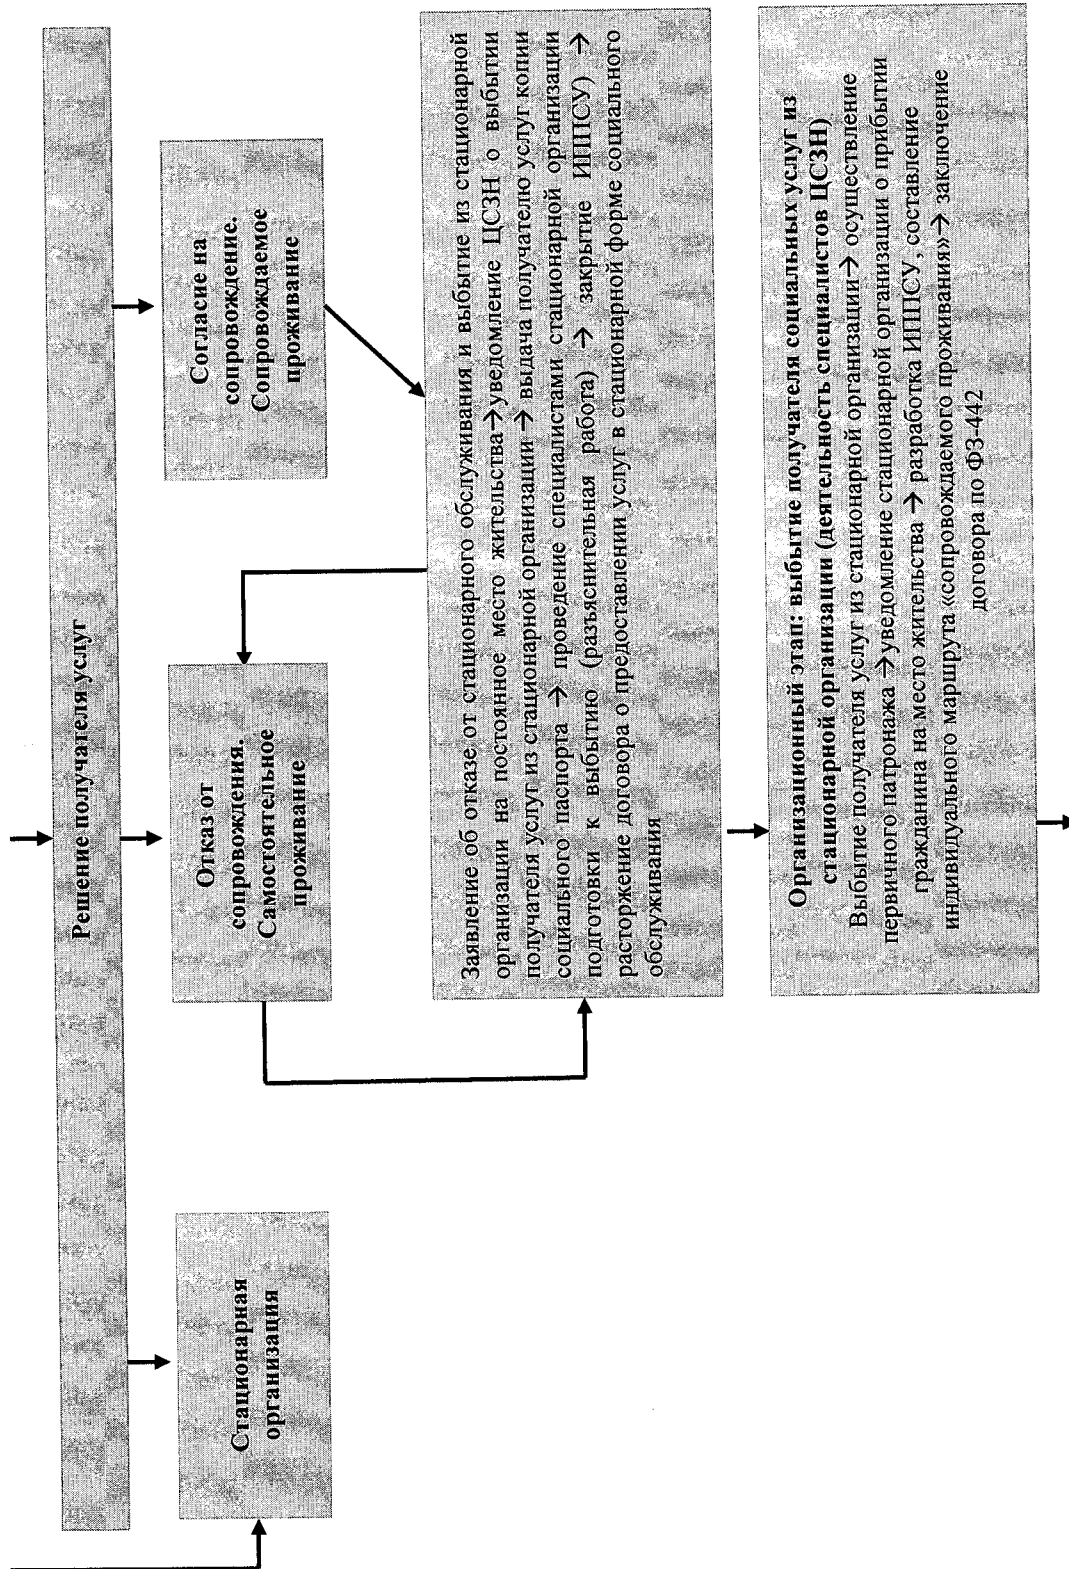 Решение получателя услуг
Стационарная
организация
Отказ от
сопровождения.
Самостоятельное
проживание
Согласие на
сопровождение.
Сопровождаемое
проживание
Заявление об отказе от стационарного обслуживания и выбытие из стационарной
организации на постоянное место жительства→уведомление ЦСЗН о выбытии
получателя услуг из стационарной организации → выдача получателю услуг копии
социального паспорта → проведение специалистами стационарной организации
подготовки к выбытию (разъяснительная работа) → закрытие ИППСУ) →
расторжение договора о предоставлении услуг в стационарной форме социального
обслуживания
Организационный этап: выбытие получателя социальных услуг из
стационарной организации (деятельность специалистов ЦСЗН)
Выбытие получателя услуг из стационарной организации→ осуществление
первичного патронажа →уведомление стационарной организации о прибытии
гражданина на место жительства → разработка ИППСУ, составление
индивидуального маршрута «сопровождаемого проживания»→ заключение
договора по ФЗ-442